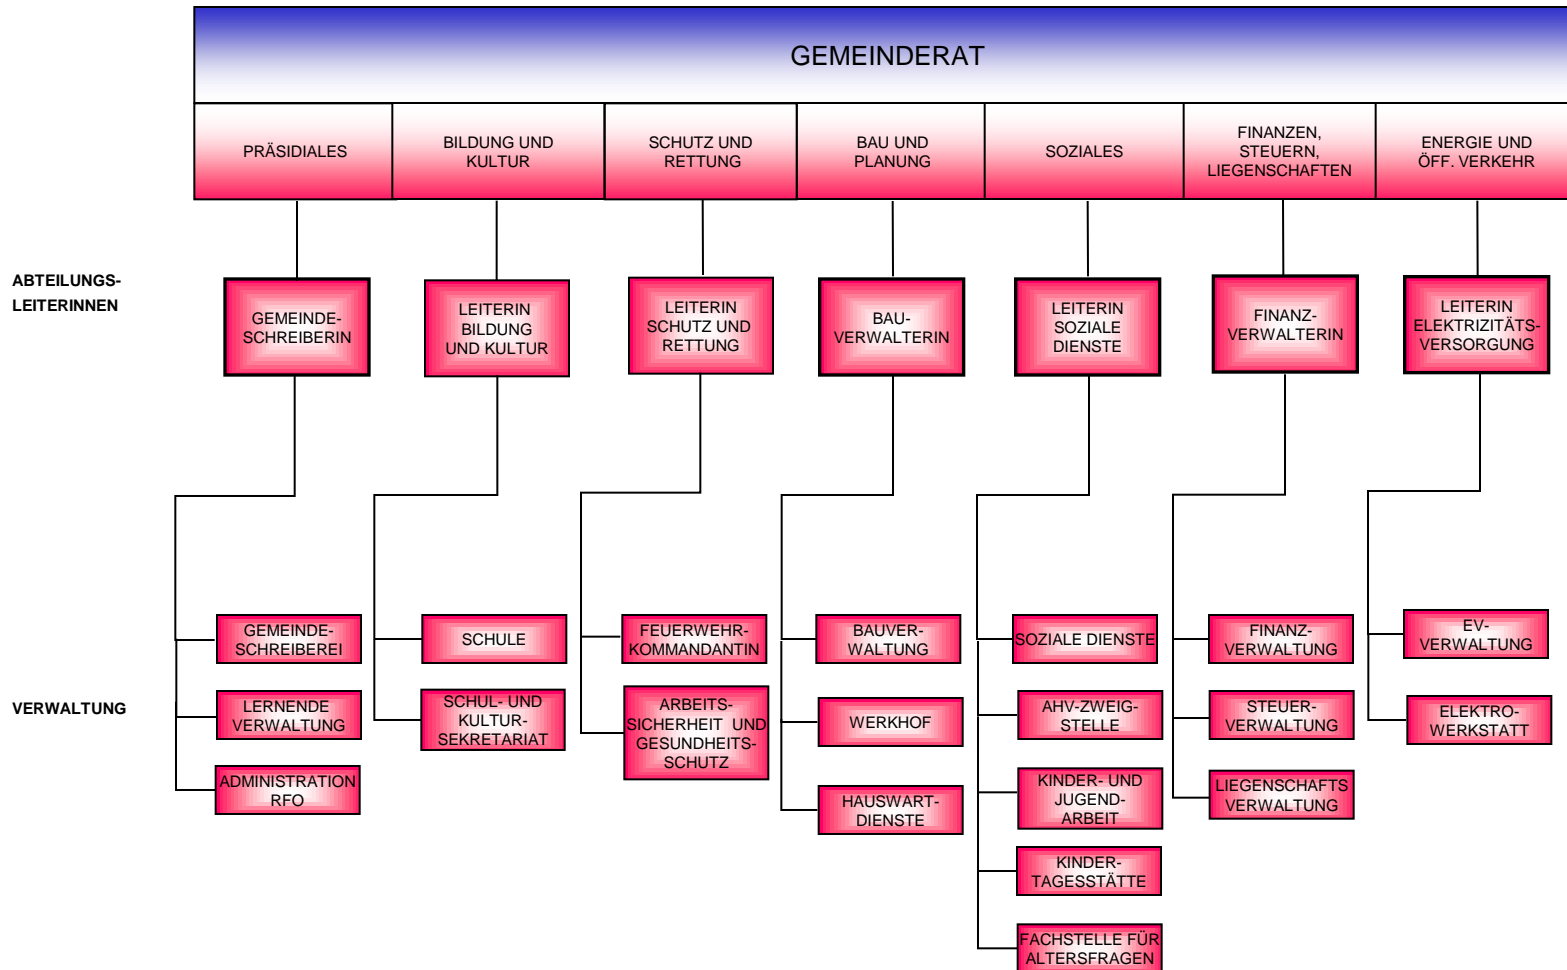 GEMEINDERAT
PRÄSIDIALES
BILDUNG UND
KULTUR
SCHUTZ UND
RETTUNG
BAU UND
PLANUNG
SOZIALES
FINANZEN,
STEUERN,
LIEGENSCHAFTEN
ENERGIE UND
ÖFF. VERKEHR
ABTEILUNGS-
LEITERINNEN
GEMEINDE-
SCHREIBERIN
LEITERIN
BILDUNG
UND KULTUR
LEITERIN
SCHUTZ UND
RETTUNG
BAU-
VERWALTERIN
LEITERIN
SOZIALE
DIENSTE
FINANZ-
VERWALTERIN
LEITERIN
ELEKTRIZITÄTS-
VERSORGUNG
VERWALTUNG
GEMEINDE-
SCHREIBEREI
LERNENDE
VERWALTUNG
ADMINISTRATION
RFO
SCHULE
SCHUL- UND
KULTUR-
SEKRETARIAT
FEUERWEHR-
KOMMANDANTIN
ARBEITS-
SICHERHEIT UND
GESUNDHEITS-
SCHUTZ
BAUVER-
WALTUNG
WERKHOF
HAUSWART-
DIENSTE
SOZIALE DIENSTE
AHV-ZWEIG-
STELLE
KINDER- UND
JUGEND-
ARBEIT
KINDER-
TAGESSTÄTTE
FACHSTELLE FÜR
ALTERSFRAGEN
FINANZ-
VERWALTUNG
STEUER-
VERWALTUNG
LIEGENSCHAFTS
VERWALTUNG
EV-
VERWALTUNG
ELEKTRO-
WERKSTATT